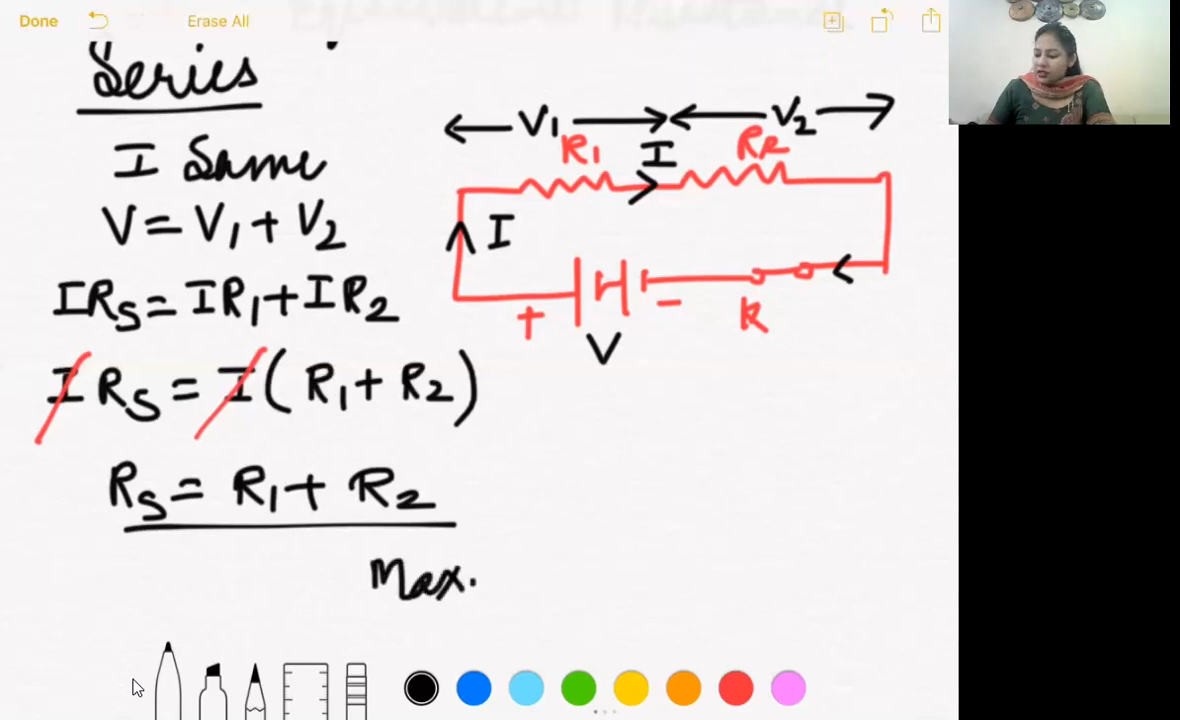 Done
Erase All
Series
I Same
V = V1 + V2
IRS = IR1 + IR2
I RS = I ( R1 + R2 )
RS = R1 + R2
Max.
V1
V2
R1
I
R2
I
+
-
K
V